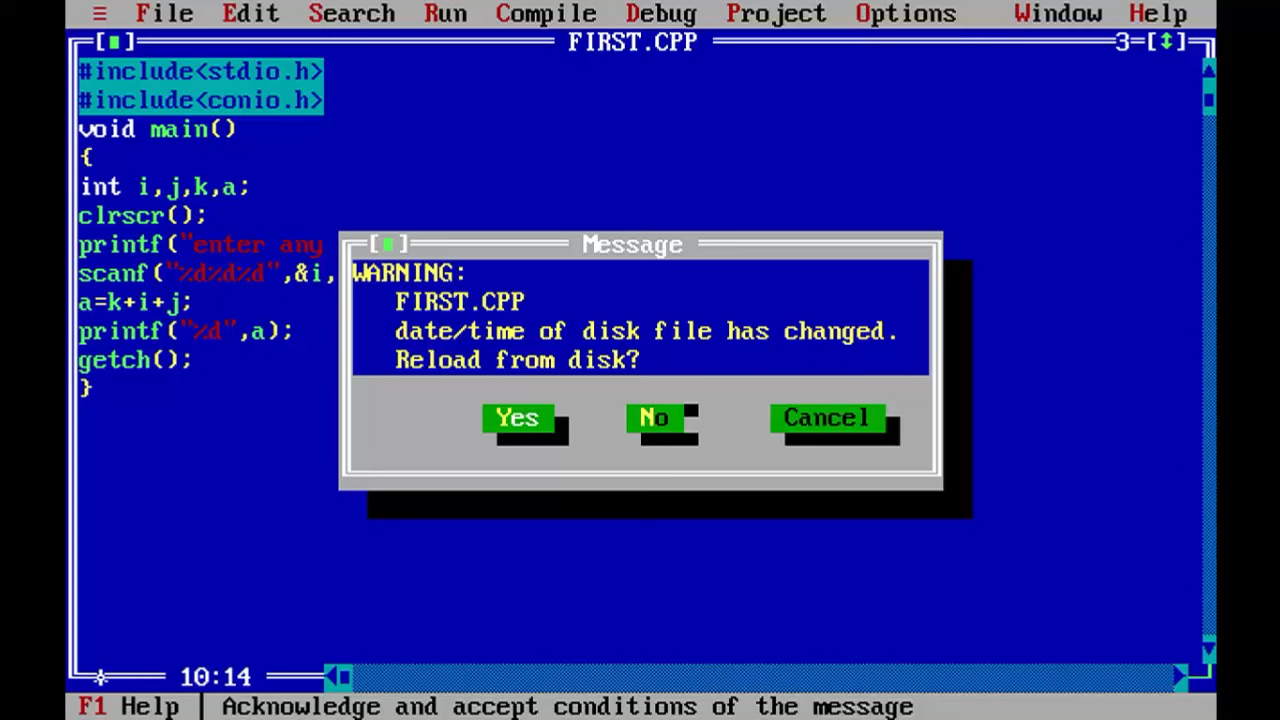 ≡ File Edit Search Run Compile Debug Project Options Window Help
FIRST.CPP 3
#include<stdio.h>
#include<conio.h>
void main()
{
int i,j,k,a;
clrscr();
printf("enter any
scanf("%d%d%d",&i,
a=k+i+j;
printf("%d",a);
getch();
}
Message
WARNING:
FIRST.CPP
date/time of disk file has changed.
Reload from disk?
Yes No Cancel
10:14
F1 Help | Acknowledge and accept conditions of the message